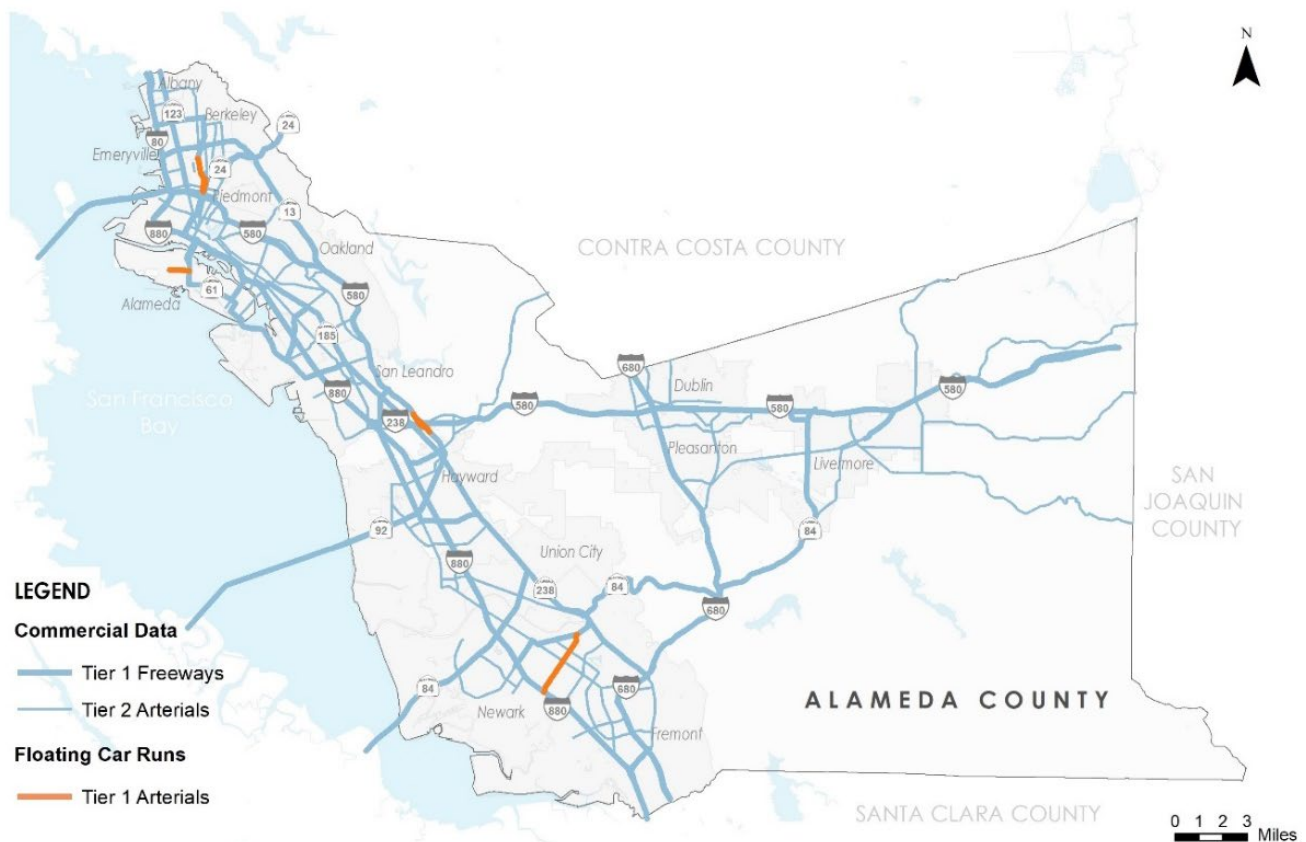 N
Albany
123
Berkeley
24
80
Emeryville
24
Piedmont
13
880
580
Oakland
CONTRA COSTA COUNTY
61
580
Alameda
185
San Leandro
680
Dublin
880
580
580
580
San Francisco
Bay
238
Pleasanton
Hayward
Livermore
SAN
JOAQUIN
COUNTY
92
84
Union City
880
238
84
680
LEGEND
Commercial Data
Tier 1 Freeways
Tier 2 Arterials
Floating Car Runs
Tier 1 Arterials
84
680
Newark
880
Fremont
ALAMEDA COUNTY
SANTA CLARA COUNTY
0 1 2 3
Miles